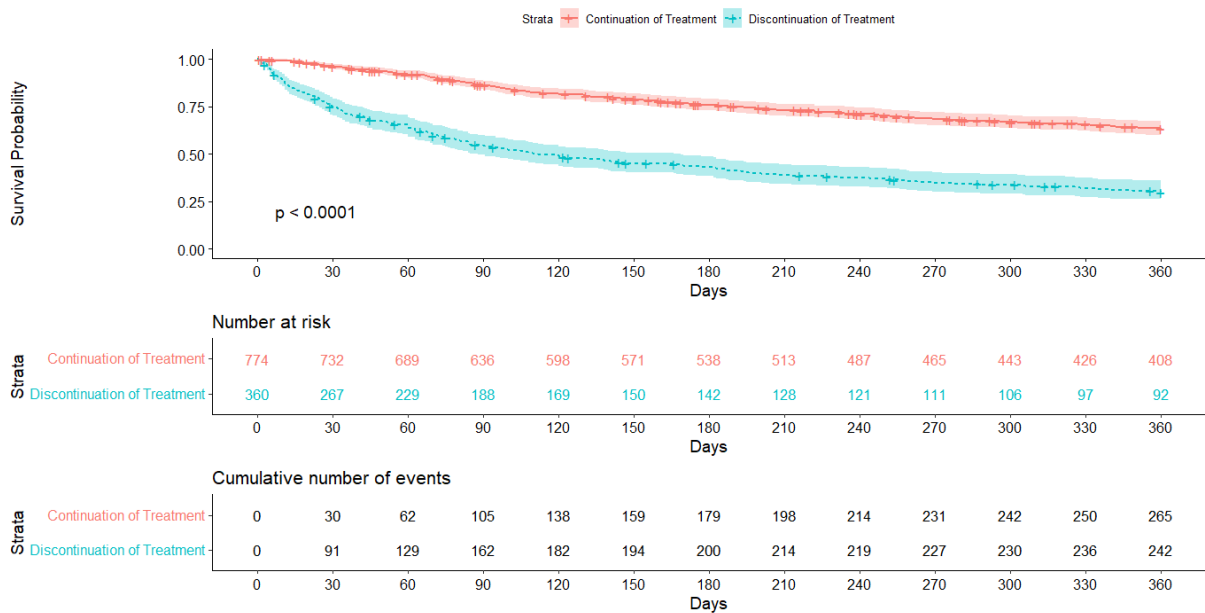 Strata Continuation of Treatment Discontinuation of Treatment
Survival Probability
1.00
0.75
0.50
0.25
0.00
p < 0.0001
0 30 60 90 120 150 180 210 240 270 300 330 360
Days
Number at risk
Strata
Continuation of Treatment 774 732 689 636 598 571 538 513 487 465 443 426 408
Discontinuation of Treatment 360 267 229 188 169 150 142 128 121 111 106 97 92
0 30 60 90 120 150 180 210 240 270 300 330 360
Days
Cumulative number of events
Strata
Continuation of Treatment 0 30 62 105 138 159 179 198 214 231 242 250 265
Discontinuation of Treatment 0 91 129 162 182 194 200 214 219 227 230 236 242
0 30 60 90 120 150 180 210 240 270 300 330 360
Days